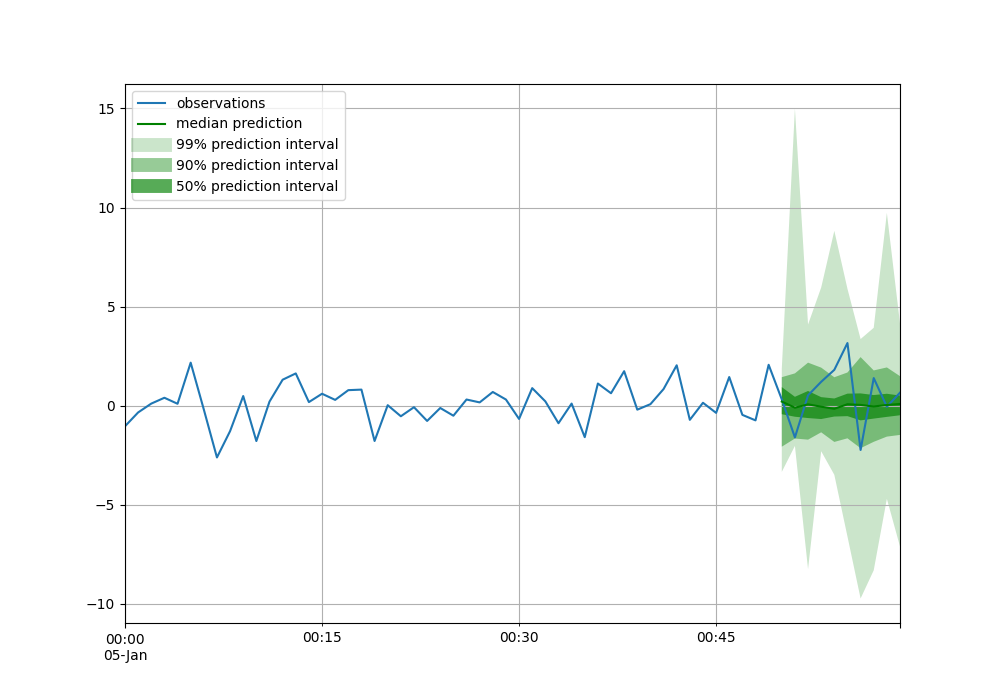 observations
median prediction
99% prediction interval
90% prediction interval
50% prediction interval
15
10
5
0
−5
−10
00:00
05-Jan
00:15
00:30
00:45